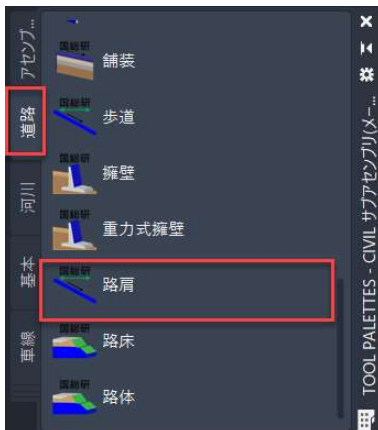 アセンブ...
道路
河川
基本
車線
国総研
舗装
国総研
歩道
国総研
擁壁
国総研
重力式擁壁
国総研
路肩
国総研
路床
国総研
路体
TOOL PALETTES - CIVIL サブアセンブリ(メー...